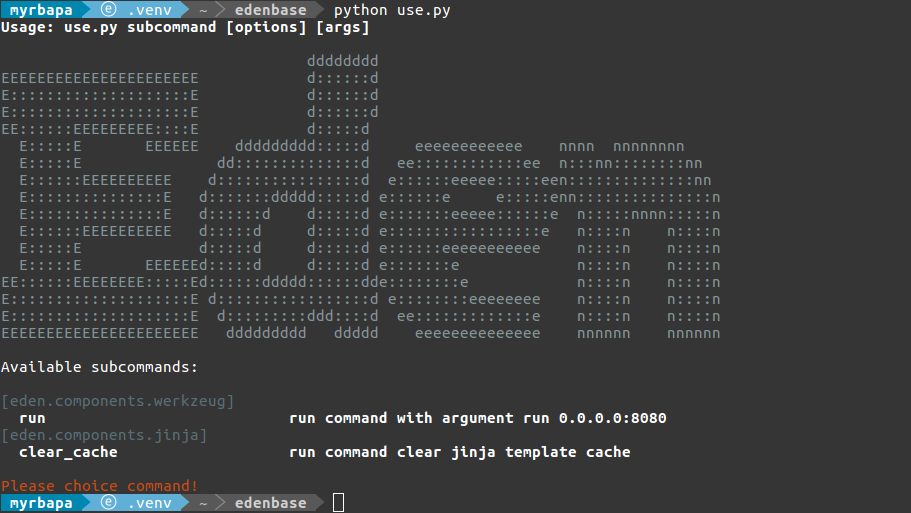 myrbapa ⓔ .venv ~ edenbase python use.py
Usage: use.py subcommand [options] [args]
                                  dddddddd
EEEEEEEEEEEEEEEEEEEEEE            d::::::d
E::::::::::::::::::::E            d::::::d
E::::::::::::::::::::E            d::::::d
EE::::::EEEEEEEEE::::E            d:::::d
  E:::::E       EEEEEE    ddddddddd:::::d     eeeeeeeeeeee    nnnn  nnnnnnnn
  E:::::E               dd::::::::::::::d   ee::::::::::::ee  n:::nn::::::::nn
  E::::::EEEEEEEEEE    d::::::::::::::::d  e::::::eeeee:::::een::::::::::::::nn
  E:::::::::::::::E   d:::::::ddddd:::::d e::::::e     e:::::enn:::::::::::::::n
  E:::::::::::::::E   d::::::d    d:::::d e:::::::eeeee::::::e  n:::::nnnn:::::n
  E::::::EEEEEEEEEE   d:::::d     d:::::d e:::::::::::::::::e   n::::n    n::::n
  E:::::E             d:::::d     d:::::d e::::::eeeeeeeeeee    n::::n    n::::n
  E:::::E       EEEEEEd:::::d     d:::::d e:::::::e             n::::n    n::::n
EE::::::EEEEEEEE:::::Ed::::::ddddd::::::dde::::::::e            n::::n    n::::n
E::::::::::::::::::::E d:::::::::::::::::d e::::::::eeeeeeee    n::::n    n::::n
E::::::::::::::::::::E  d:::::::::ddd::::d  ee:::::::::::::e    n::::n    n::::n
EEEEEEEEEEEEEEEEEEEEEE   ddddddddd   ddddd    eeeeeeeeeeeeee    nnnnnn    nnnnnn
Available subcommands:
[eden.components.werkzeug]
run run command with argument run 0.0.0.0:8080
[eden.components.jinja]
clear_cache run command clear jinja template cache
Please choice command!
myrbapa ⓔ .venv ~ edenbase